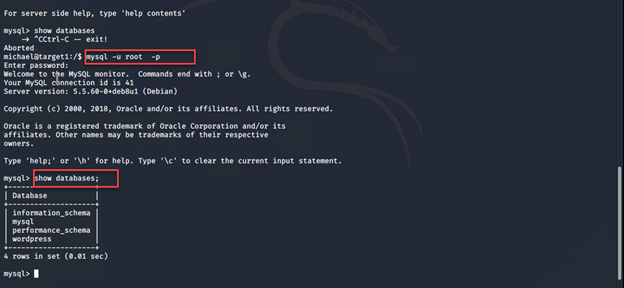 For server side help, type 'help contents'
mysql> show databases
→ ^CCtrl-C -- exit!
Aborted
michael@target1:/$ mysql -u root -p
Enter password:
Welcome to the MySQL monitor. Commands end with ; or \g.
Your MySQL connection id is 41
Server version: 5.5.60-0+deb8u1 (Debian)
Copyright (c) 2000, 2018, Oracle and/or its affiliates. All rights reserved.
Oracle is a registered trademark of Oracle Corporation and/or its
affiliates. Other names may be trademarks of their respective
owners.
Type 'help;' or '\h' for help. Type '\c' to clear the current input statement.
mysql> show databases;
+--------------------+
| Database           |
+--------------------+
| information_schema |
| mysql              |
| performance_schema |
| wordpress          |
+--------------------+
4 rows in set (0.01 sec)
mysql>